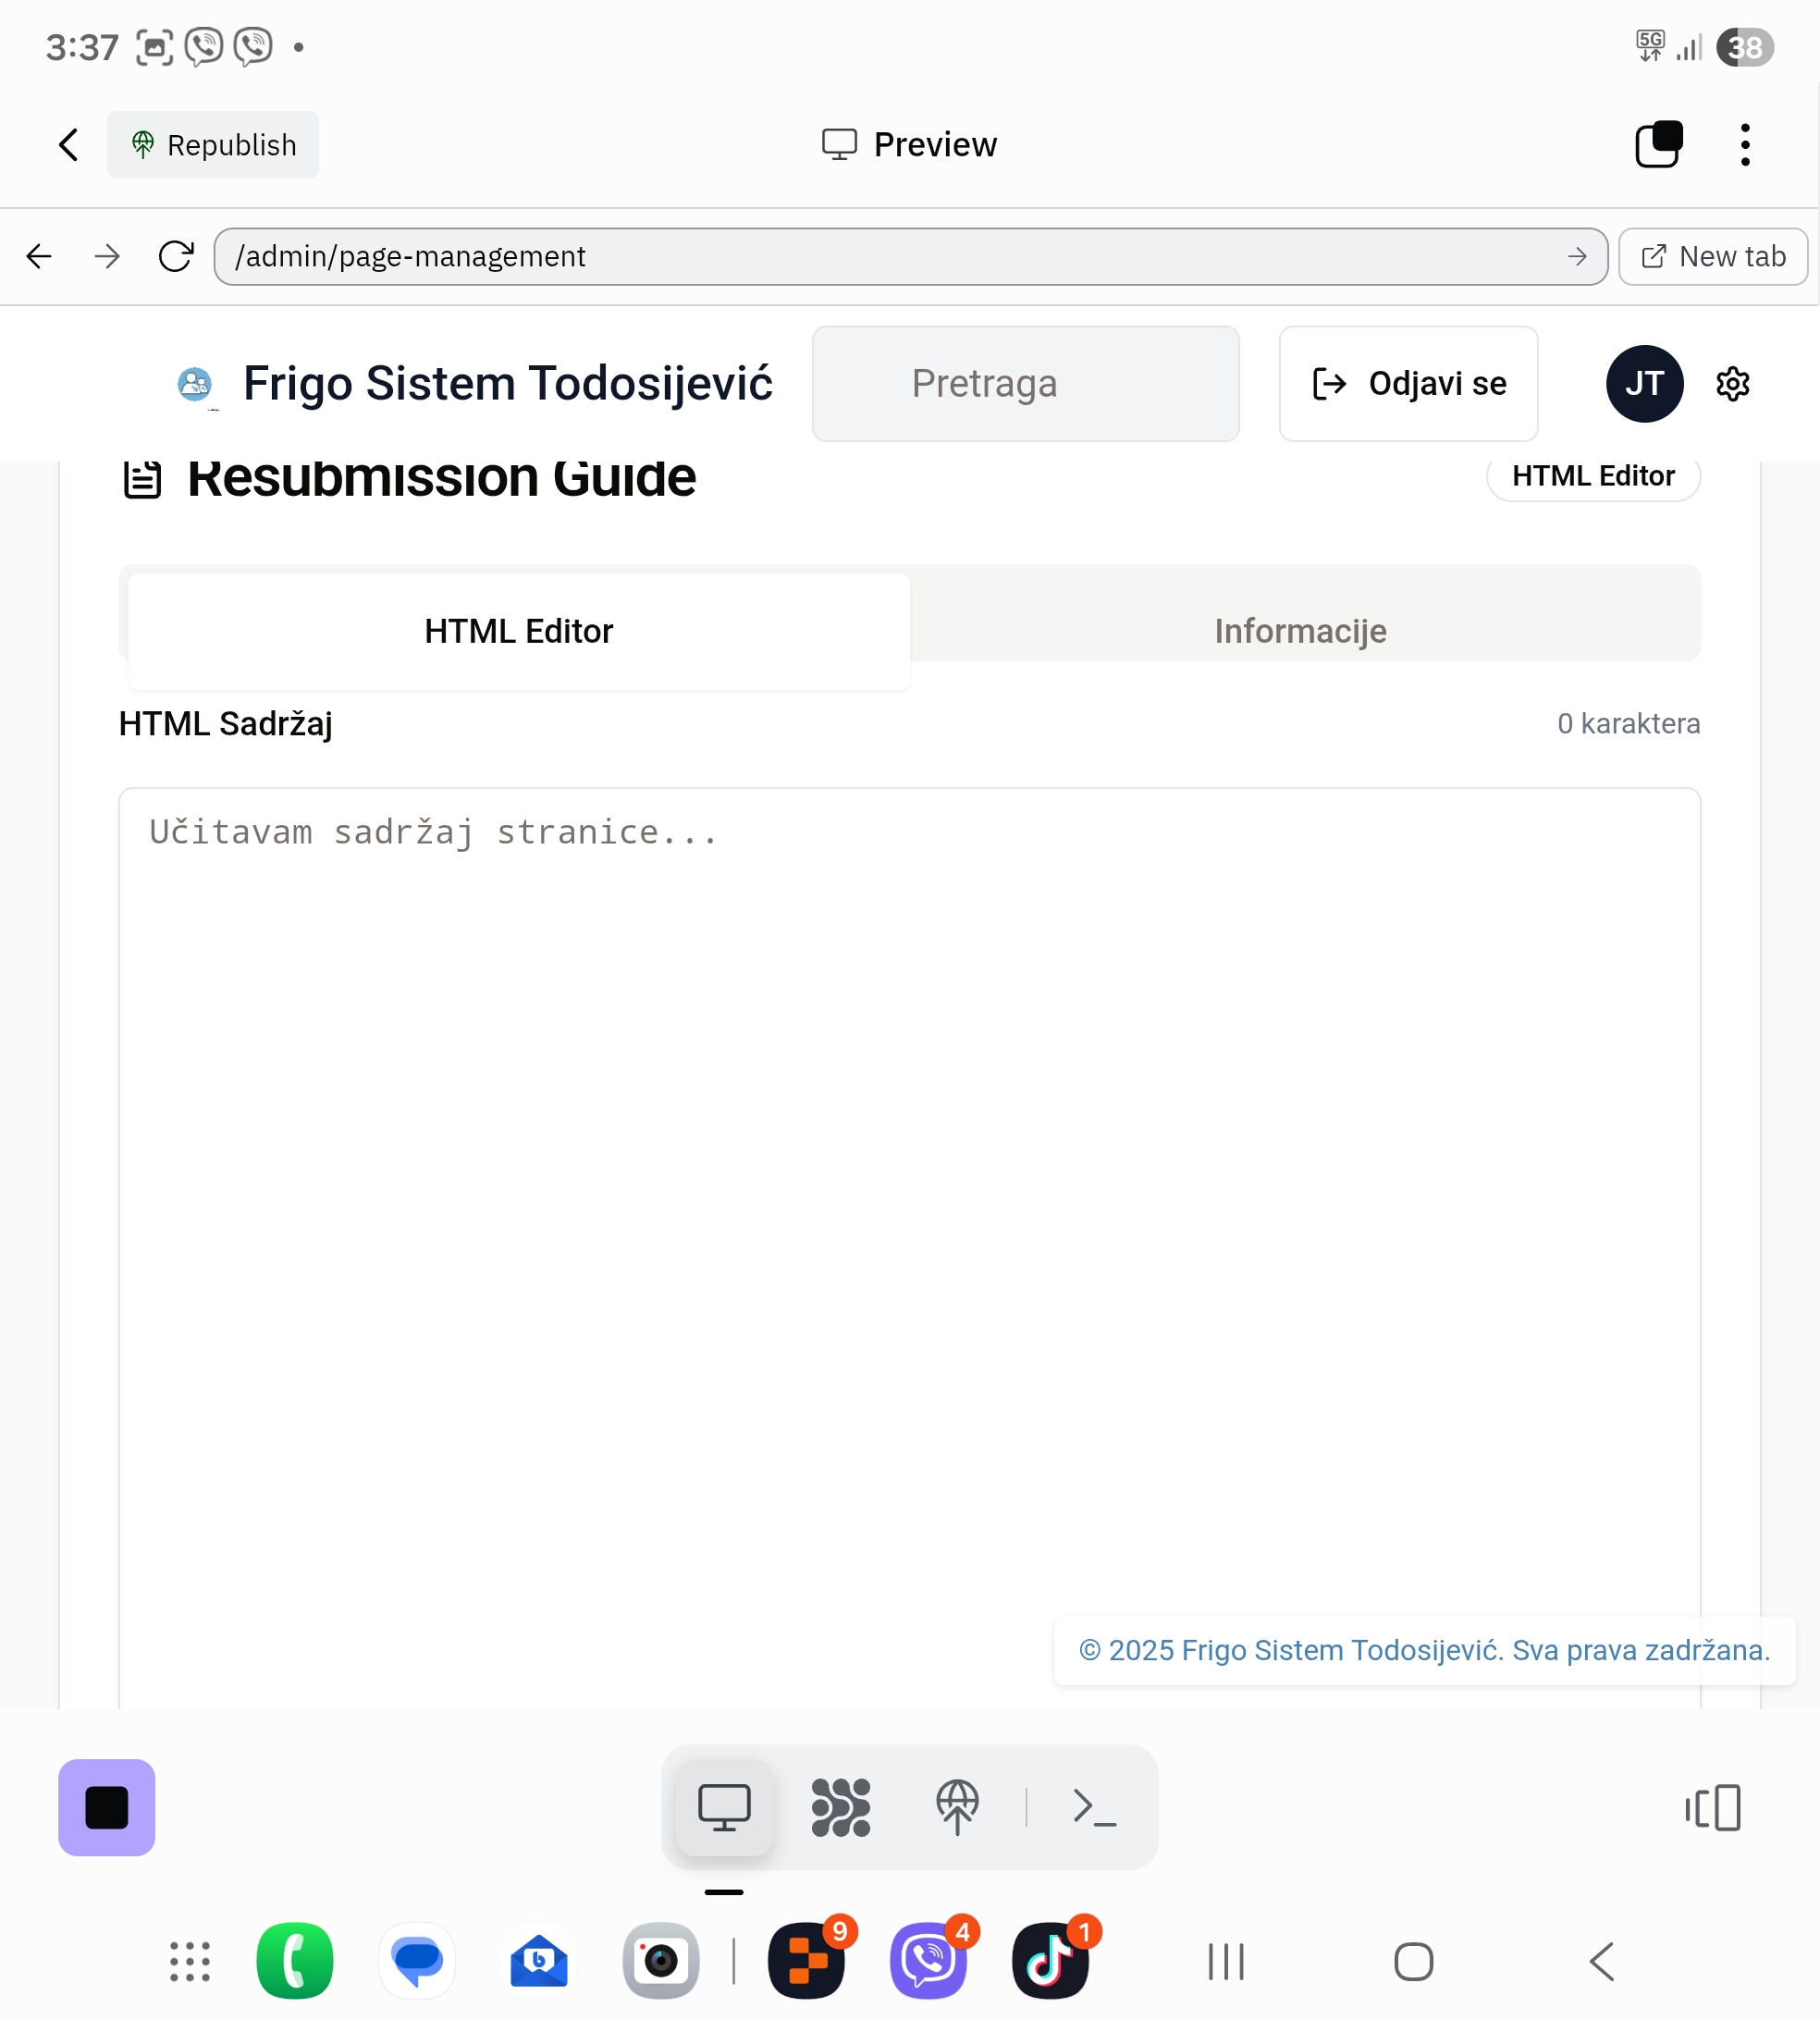 3:37
5G
38
Republish
Preview
/admin/page-management
New tab
Frigo Sistem Todosijević
Pretraga
Odjavi se
JT
Resubmission Guide
HTML Editor
HTML Editor
Informacije
HTML Sadržaj
0 karaktera
Učitavam sadržaj stranice...
© 2025 Frigo Sistem Todosijević. Sva prava zadržana.
9
4
1